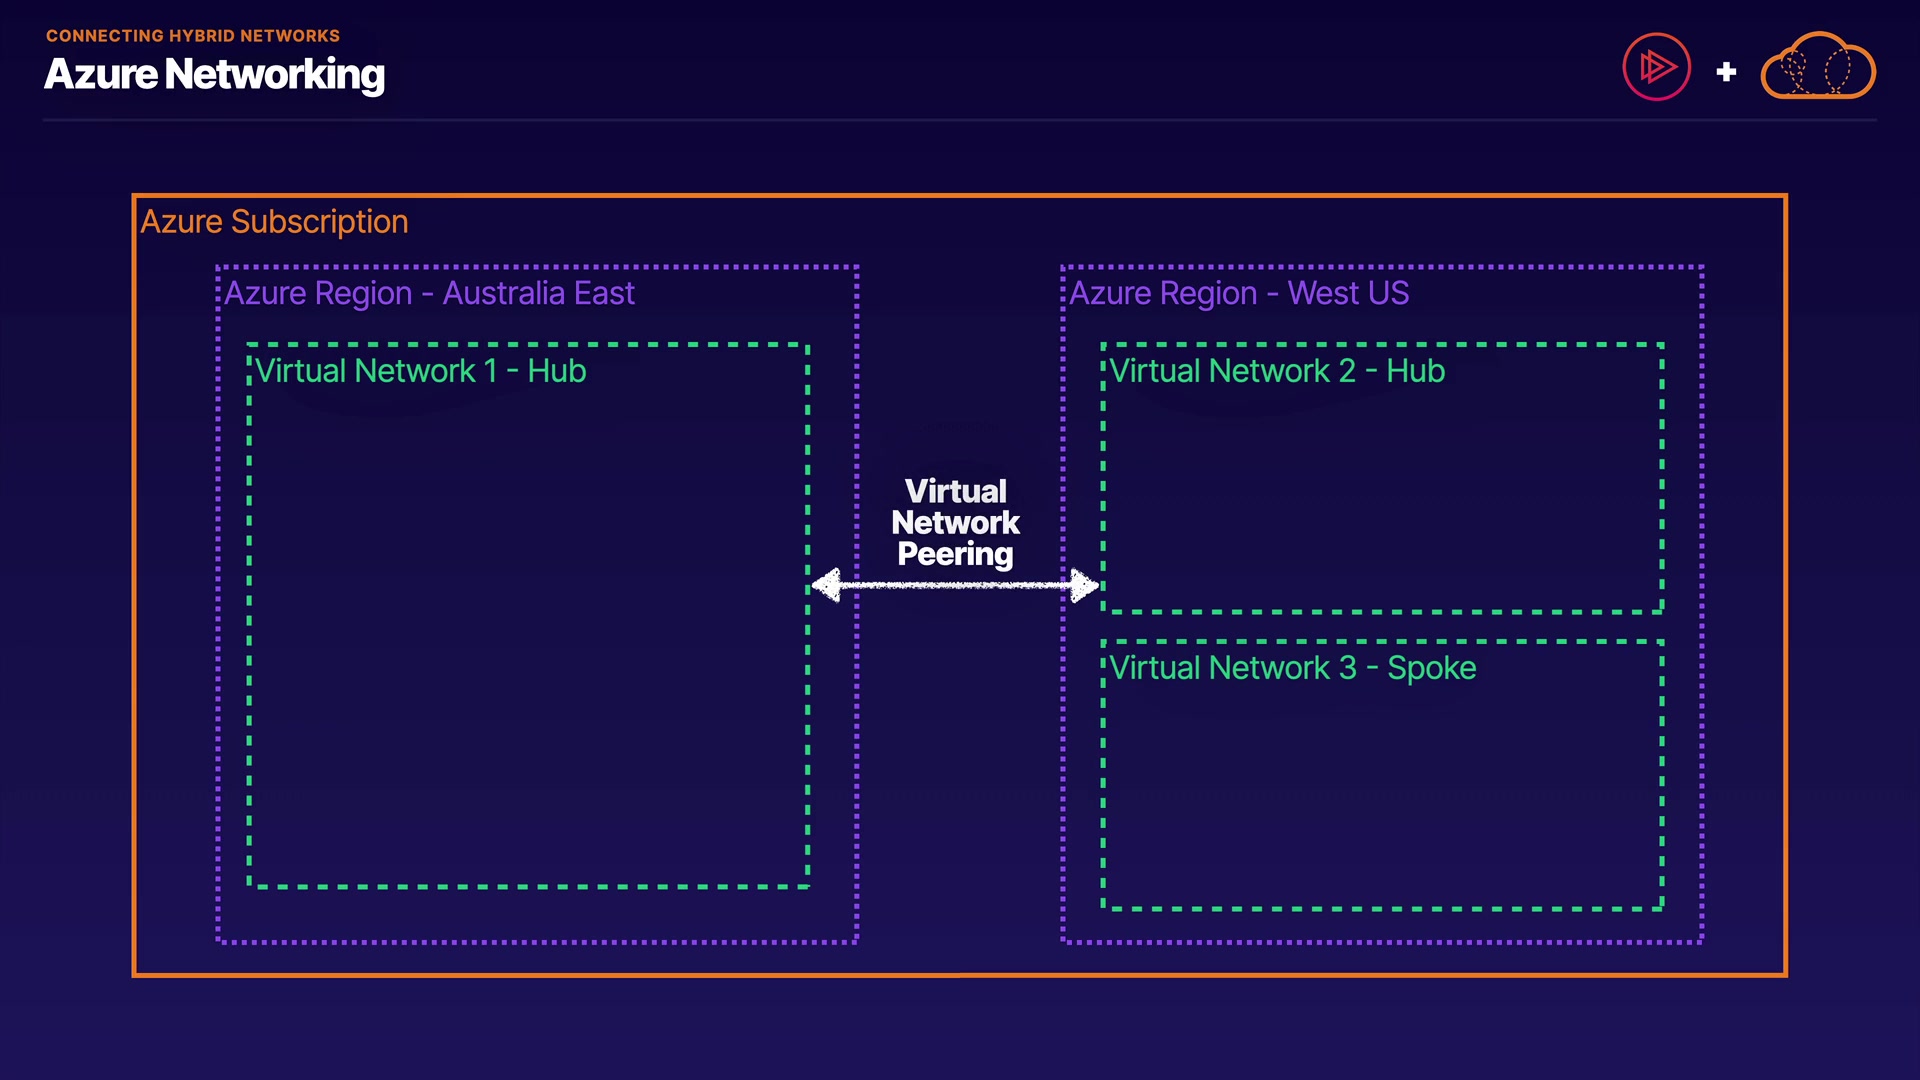 CONNECTING HYBRID NETWORKS
Azure Networking
Azure Subscription
Azure Region - Australia East
Virtual Network 1 - Hub
Virtual
Network
Peering
Azure Region - West US
Virtual Network 2 - Hub
Virtual Network 3 - Spoke